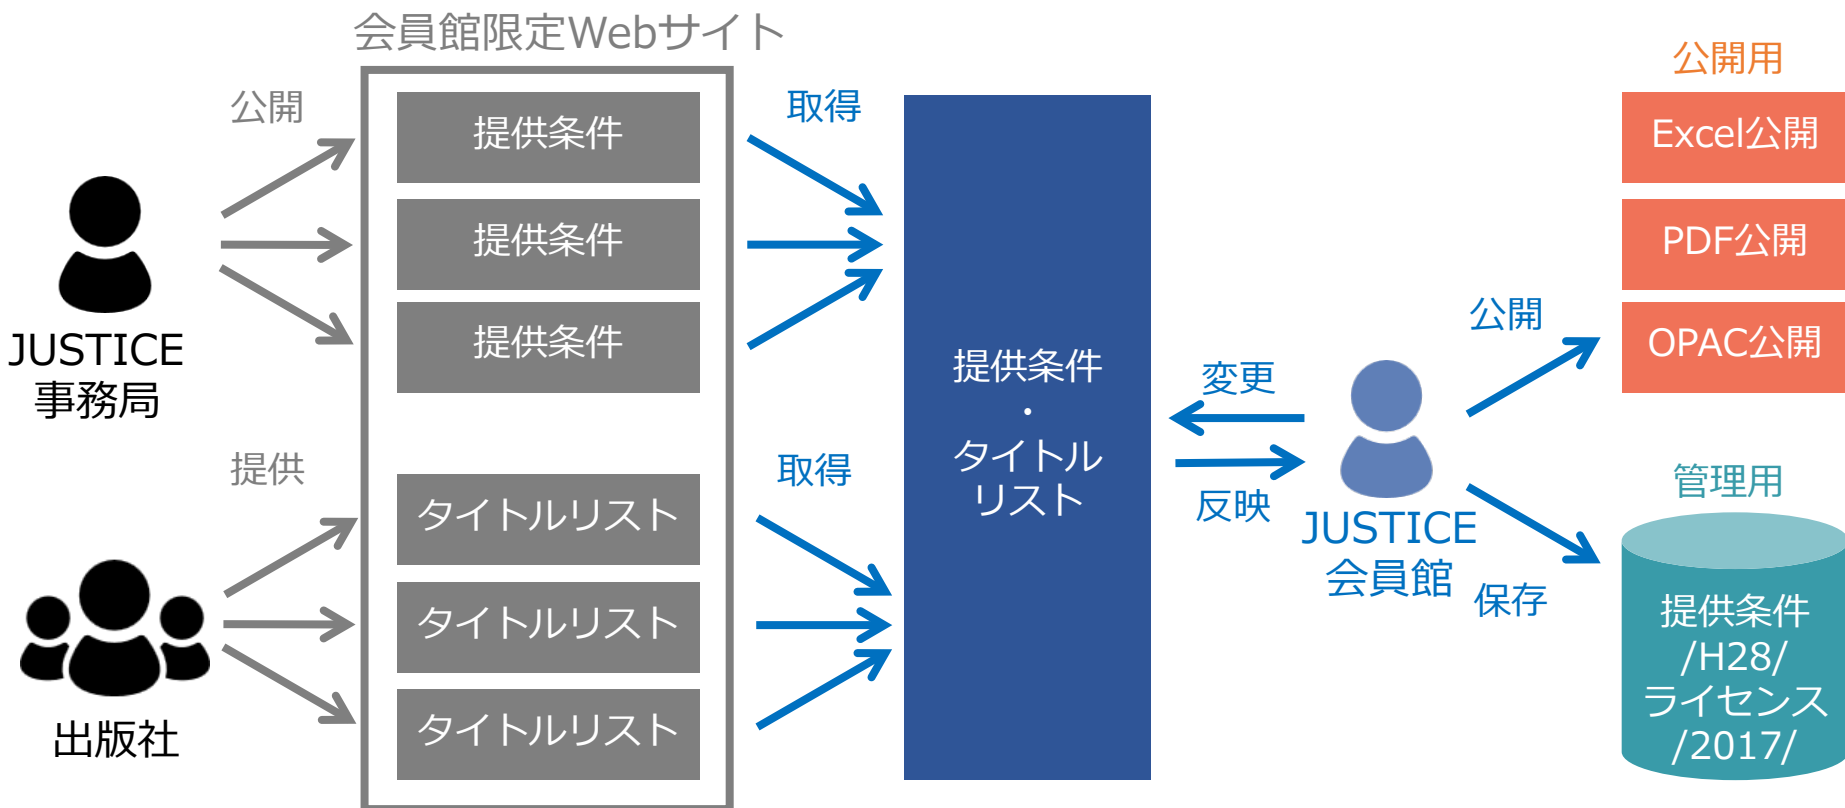 会員館限定Webサイト
公開
提供条件
提供条件
提供条件
JUSTICE
事務局
提供
タイトルリスト
タイトルリスト
タイトルリスト
出版社
取得
取得
提供条件
・
タイトル
リスト
変更
反映
JUSTICE
会員館
公開
保存
公開用
Excel公開
PDF公開
OPAC公開
管理用
提供条件
/H28/
ライセンス
/2017/